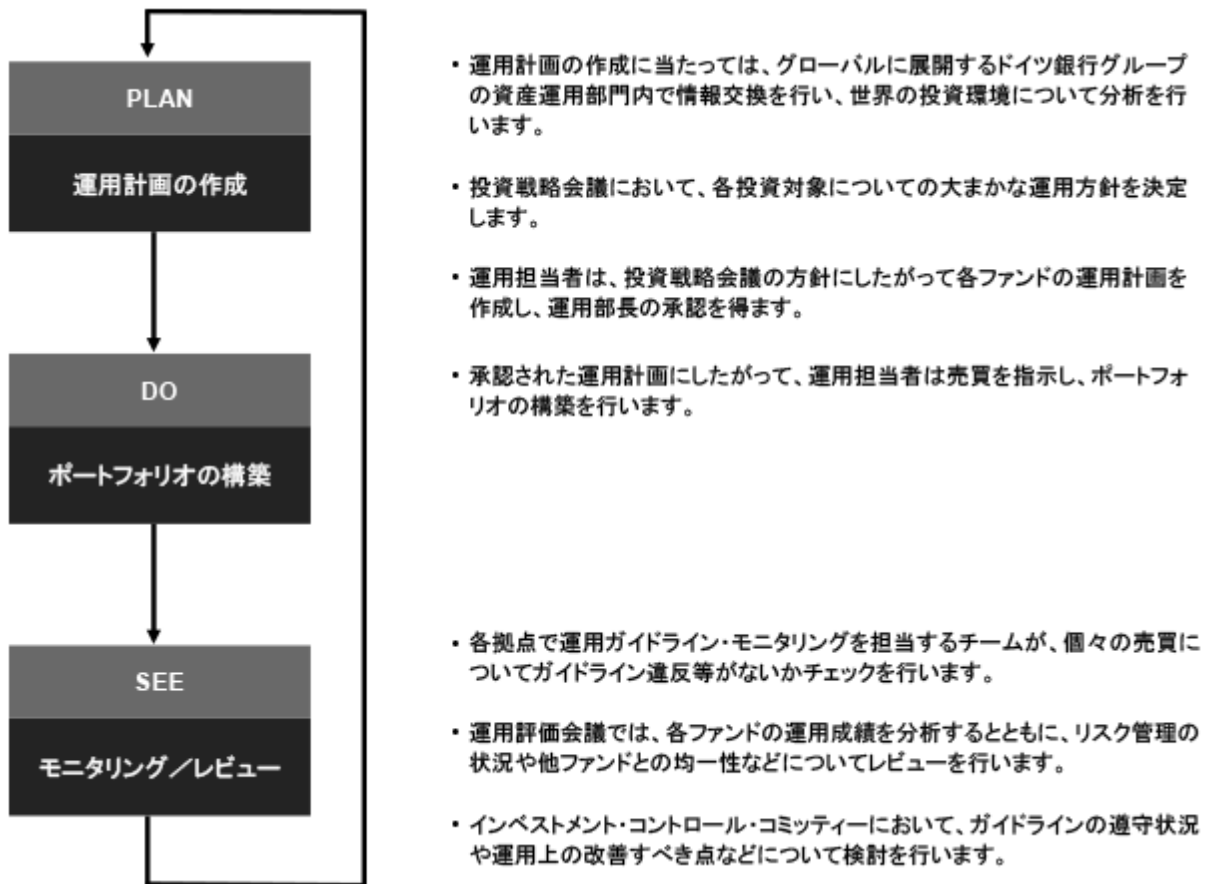 PLAN
運用計画の作成
・運用計画の作成に当たっては、グローバルに展開するドイツ銀行グループ
の資産運用部門内で情報交換を行い、世界の投資環境について分析を行
います。
・投資戦略会議において、各投資対象についての大まかな運用方針を決定
します。
・運用担当者は、投資戦略会議の方針にしたがって各ファンドの運用計画を
作成し、運用部長の承認を得ます。
DO
ポートフォリオの構築
・承認された運用計画にしたがって、運用担当者は売買を指示し、ポートフォ
リオの構築を行います。
SEE
モニタリング／レビュー
・各拠点で運用ガイドライン・モニタリングを担当するチームが、個々の売買に
ついてガイドライン違反等がないかチェックを行います。
・運用評価会議では、各ファンドの運用成績を分析するとともに、リスク管理の
状況や他ファンドとの均一性などについてレビューを行います。
・インベストメント・コントロール・コミッティーにおいて、ガイドラインの遵守状況
や運用上の改善すべき点などについて検討を行います。